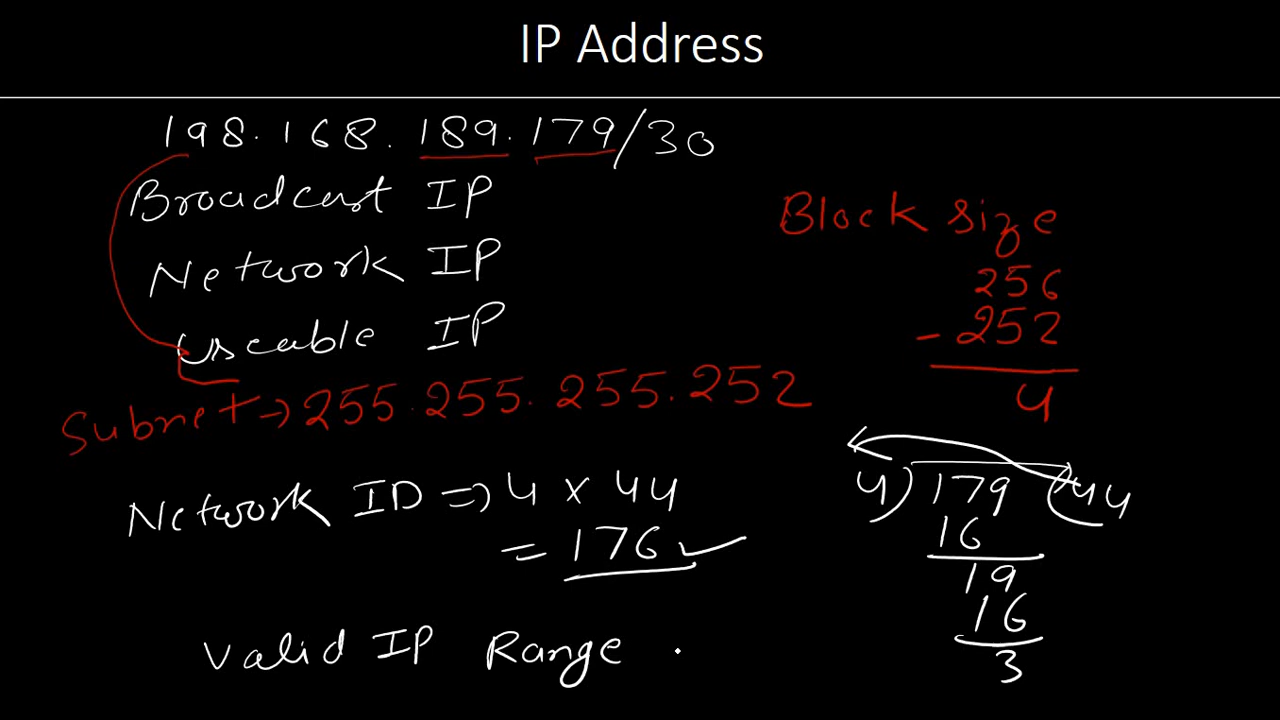 IP Address
198.168.189.179/30
Broadcast IP
Network IP
Useable IP
Subnet → 255.255.255.252
Block size
256
- 252
4
Network ID => 4 x 44
= 176 ✓
4) 179 (44
16
19
16
3
Valid IP Range .